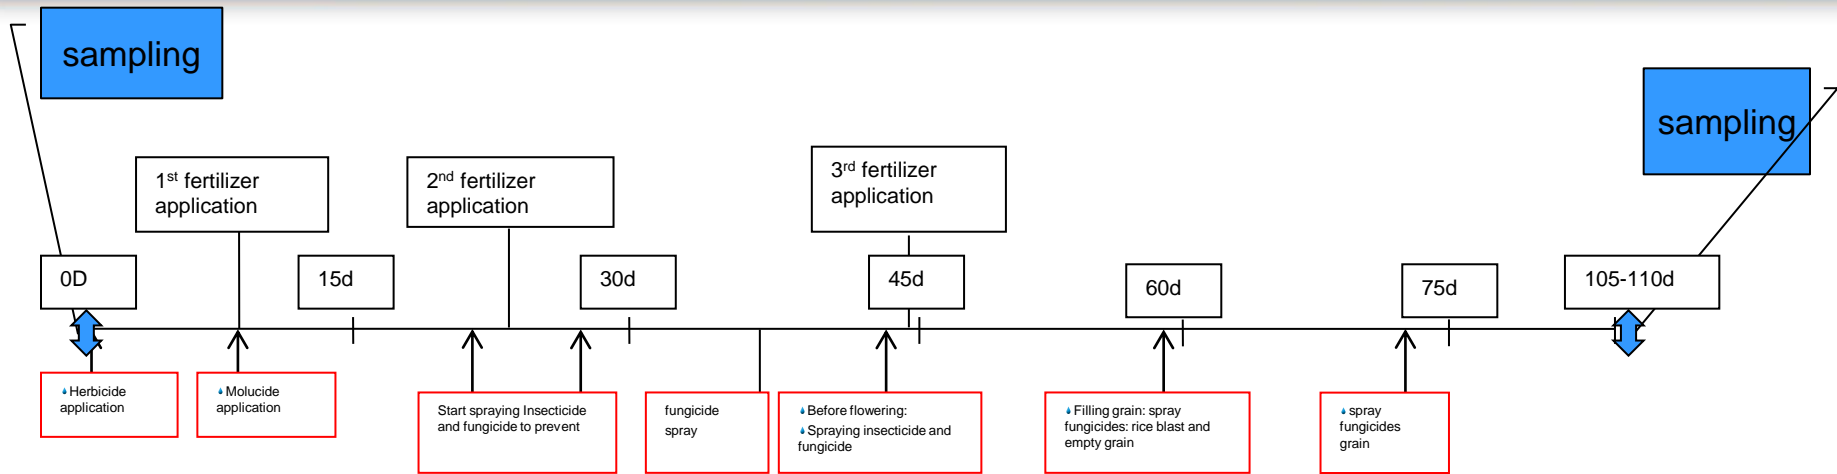 sampling
sampling
1st fertilizer
application
2nd fertilizer
application
3rd fertilizer
application
0D
15d
30d
45d
60d
75d
105-110d
Herbicide
application
Molucide
application
Start spraying Insecticide
and fungicide to prevent
fungicide
spray
Before flowering:
Spraying insecticide and
fungicide
Filling grain: spray
fungicides: rice blast and
empty grain
spray
fungicides
grain